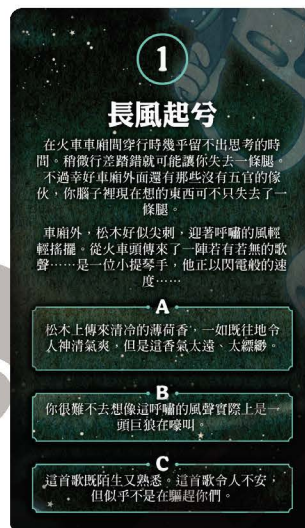 1
長風起兮
在火車車廂間穿行時幾乎留不出思考的時
間。稍微行差踏錯就可能讓你失去一條腿。
不過幸好車廂外面還有那些沒有五官的傢
伙,你腦子裡現在想的東西可不只失去了一
條腿。
車廂外,松木好似尖刺,迎著呼嘯的風輕
輕搖擺。從火車頭傳來了一陣若有若無的歌
聲……是一位小提琴手,他正以閃電般的速
度……
A
松木上傳來清冷的薄荷香,一如既往地令
人神清氣爽,但是這香氣太遠、太縹緲。
B
你很難不去想像這呼嘯的風聲實際上是一
頭巨狼在嚎叫。
C
這首歌既陌生又熟悉。這首歌令人不安,
但似乎不是在驅趕你們。